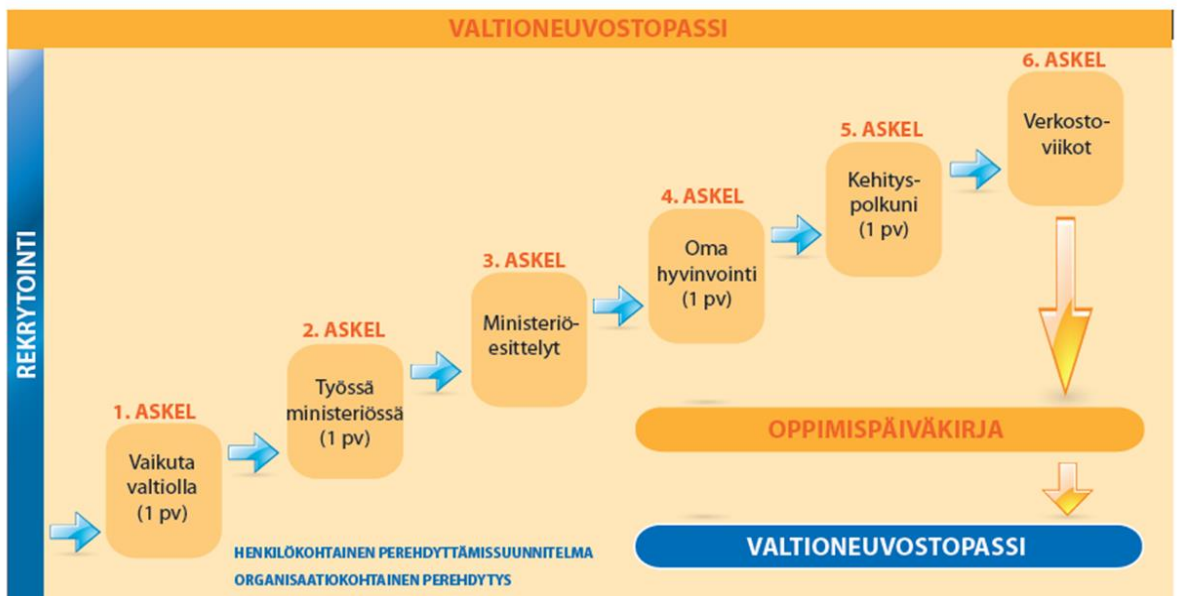 VALTIONEUVOSTOPASSI
REKRYTOINTI
1. ASKEL
Vaikuta
valtiolla
(1 pv)
2. ASKEL
Työssä
ministeriössä
(1 pv)
3. ASKEL
Ministeriö-
esittelyt
4. ASKEL
Oma
hyvinvointi
(1 pv)
5. ASKEL
Kehitys-
polkuni
(1 pv)
6. ASKEL
Verkosto-
viikot
OPPIMISPÄIVÄKIRJA
VALTIONEUVOSTOPASSI
HENKILÖKOHTAINEN PEREHDYTTÄMISSUUNNITELMA
ORGANISAATIOKOHTAINEN PEREHDYTYS